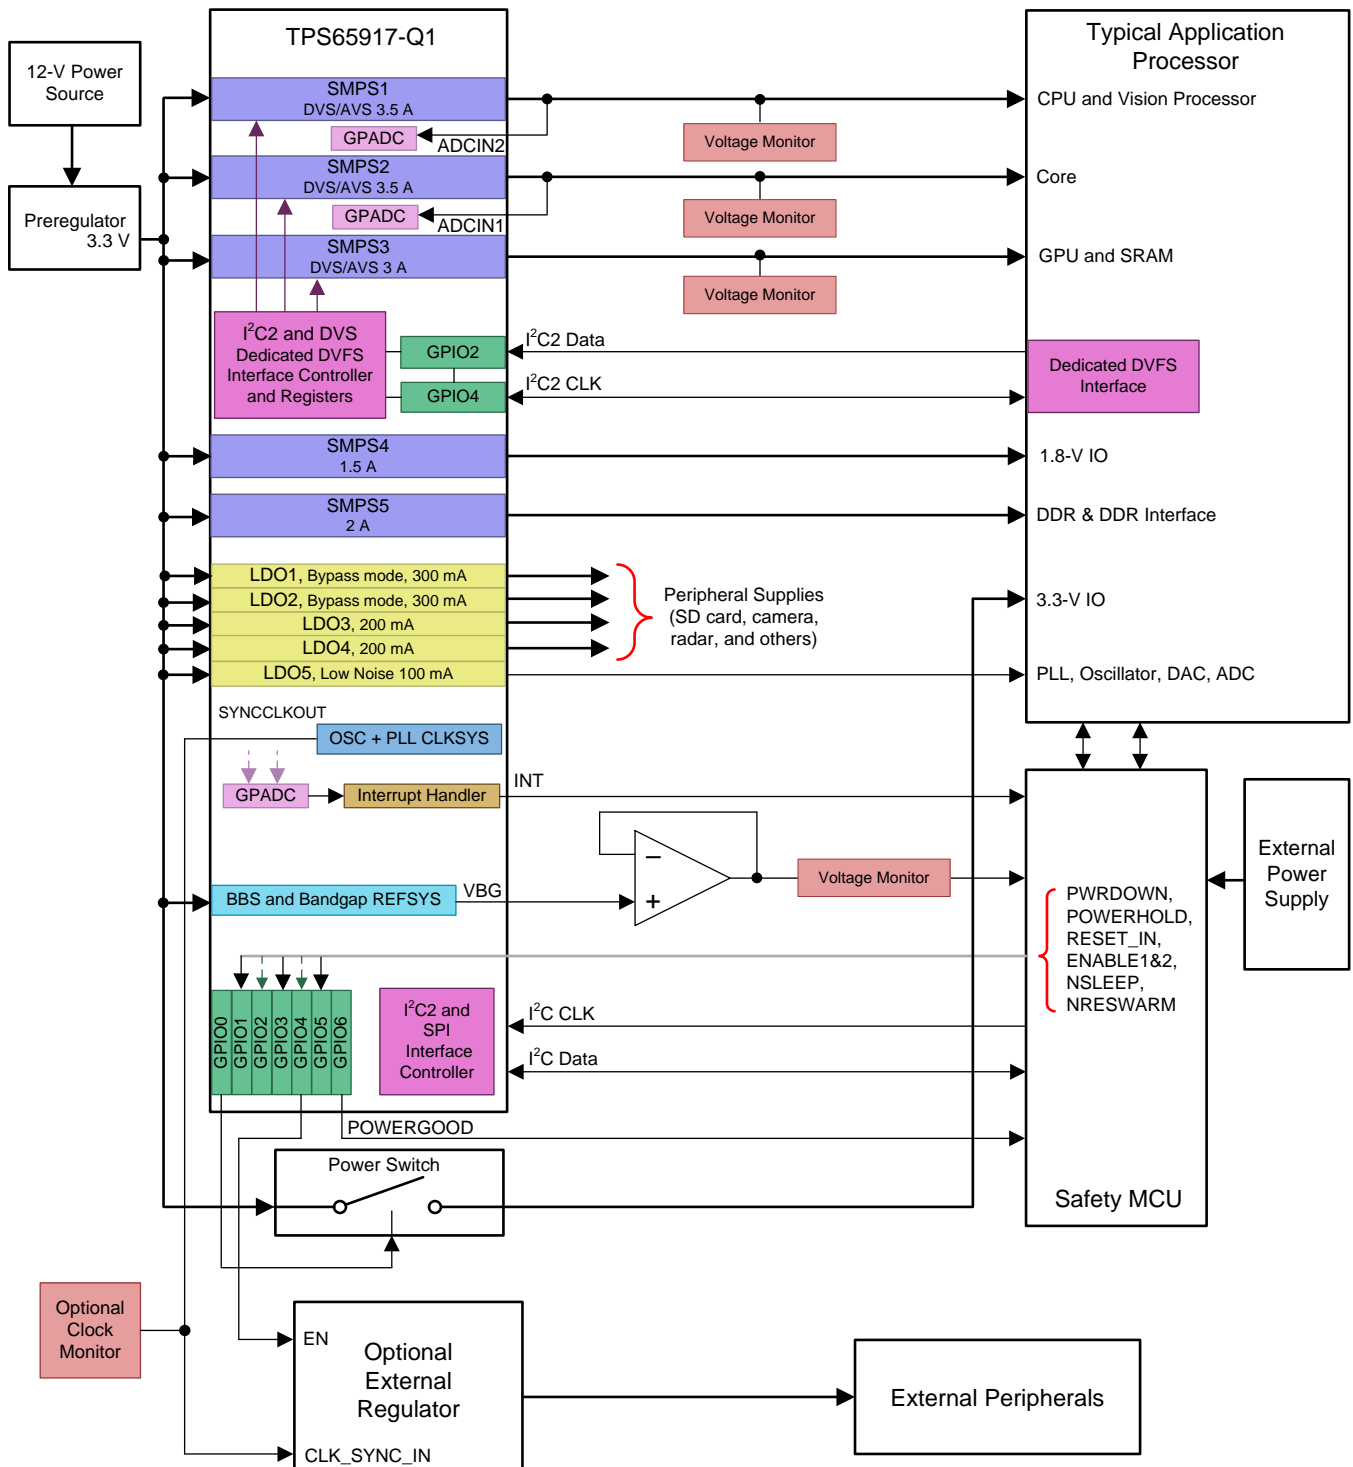 TPS65917-Q1
Typical Application
Processor
12-V Power
Source
SMPS1
DVS/AVS 3.5 A
CPU and Vision Processor
GPADC
ADCIN2
Voltage Monitor
SMPS2
DVS/AVS 3.5 A
Core
Preregulator
3.3 V
GPADC
ADCIN1
Voltage Monitor
SMPS3
DVS/AVS 3 A
GPU and SRAM
Voltage Monitor
I²C2 and DVS
Dedicated DVFS
Interface Controller
and Registers
GPIO2
GPIO4
I²C2 Data
I²C2 CLK
Dedicated DVFS
Interface
SMPS4
1.5 A
1.8-V IO
SMPS5
2 A
DDR & DDR Interface
LDO1, Bypass mode, 300 mA
LDO2, Bypass mode, 300 mA
LDO3, 200 mA
LDO4, 200 mA
LDO5, Low Noise 100 mA
Peripheral Supplies
(SD card, camera,
radar, and others)
3.3-V IO
PLL, Oscillator, DAC, ADC
SYNCCLKOUT
OSC + PLL CLKSYS
GPADC
Interrupt Handler
INT
BBS and Bandgap REFSYS
VBG
−
+
Voltage Monitor
External
Power
Supply
PWRDOWN,
POWERHOLD,
RESET_IN,
ENABLE1&2,
NSLEEP,
NRESWARM
GPIO0
GPIO1
GPIO2
GPIO3
GPIO4
GPIO5
GPIO6
I²C2 and
SPI
Interface
Controller
I²C CLK
I²C Data
POWERGOOD
Power Switch
Safety MCU
Optional
Clock
Monitor
EN
Optional
External
Regulator
CLK_SYNC_IN
External Peripherals